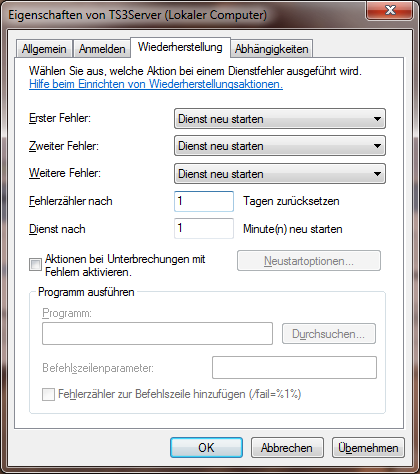 Eigenschaften von TS3Server (Lokaler Computer)
Allgemein Anmelden Wiederherstellung Abhängigkeiten
Wählen Sie aus, welche Aktion bei einem Dienstfehler ausgeführt wird.
Hilfe beim Einrichten von Wiederherstellungsaktionen.
Erster Fehler: Dienst neu starten
Zweiter Fehler: Dienst neu starten
Weitere Fehler: Dienst neu starten
Fehlerzähler nach 1 Tagen zurücksetzen
Dienst nach 1 Minute(n) neu starten
Aktionen bei Unterbrechungen mit
Fehlern aktivieren.
Neustartoptionen...
Programm ausführen
Programm:
Durchsuchen...
Befehlszeilenparameter:
Fehlerzähler zur Befehlszeile hinzufügen (/fail=%1%)
OK Abbrechen Übernehmen